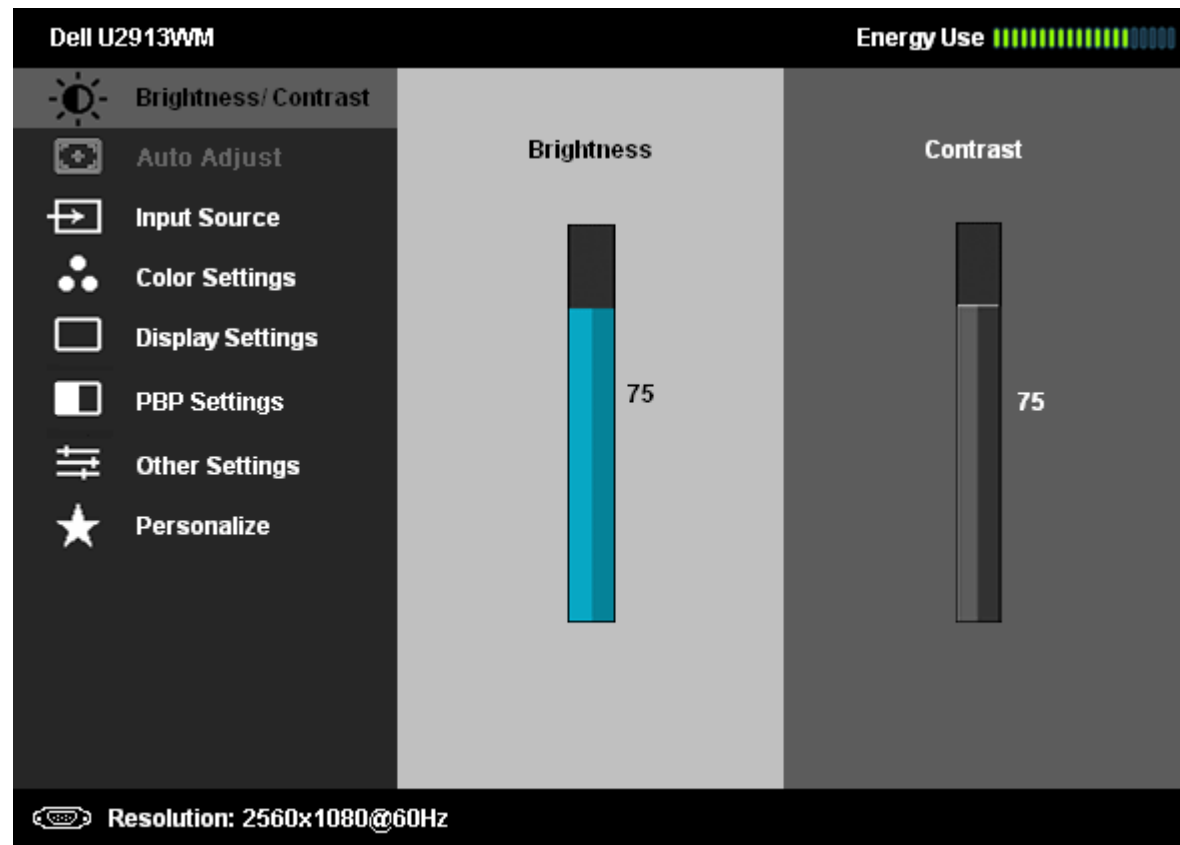 Dell U2913WM
Energy Use
Brightness/Contrast
Auto Adjust
Input Source
Color Settings
Display Settings
PBP Settings
Other Settings
Personalize
Brightness
75
Contrast
75
Resolution: 2560x1080@60Hz